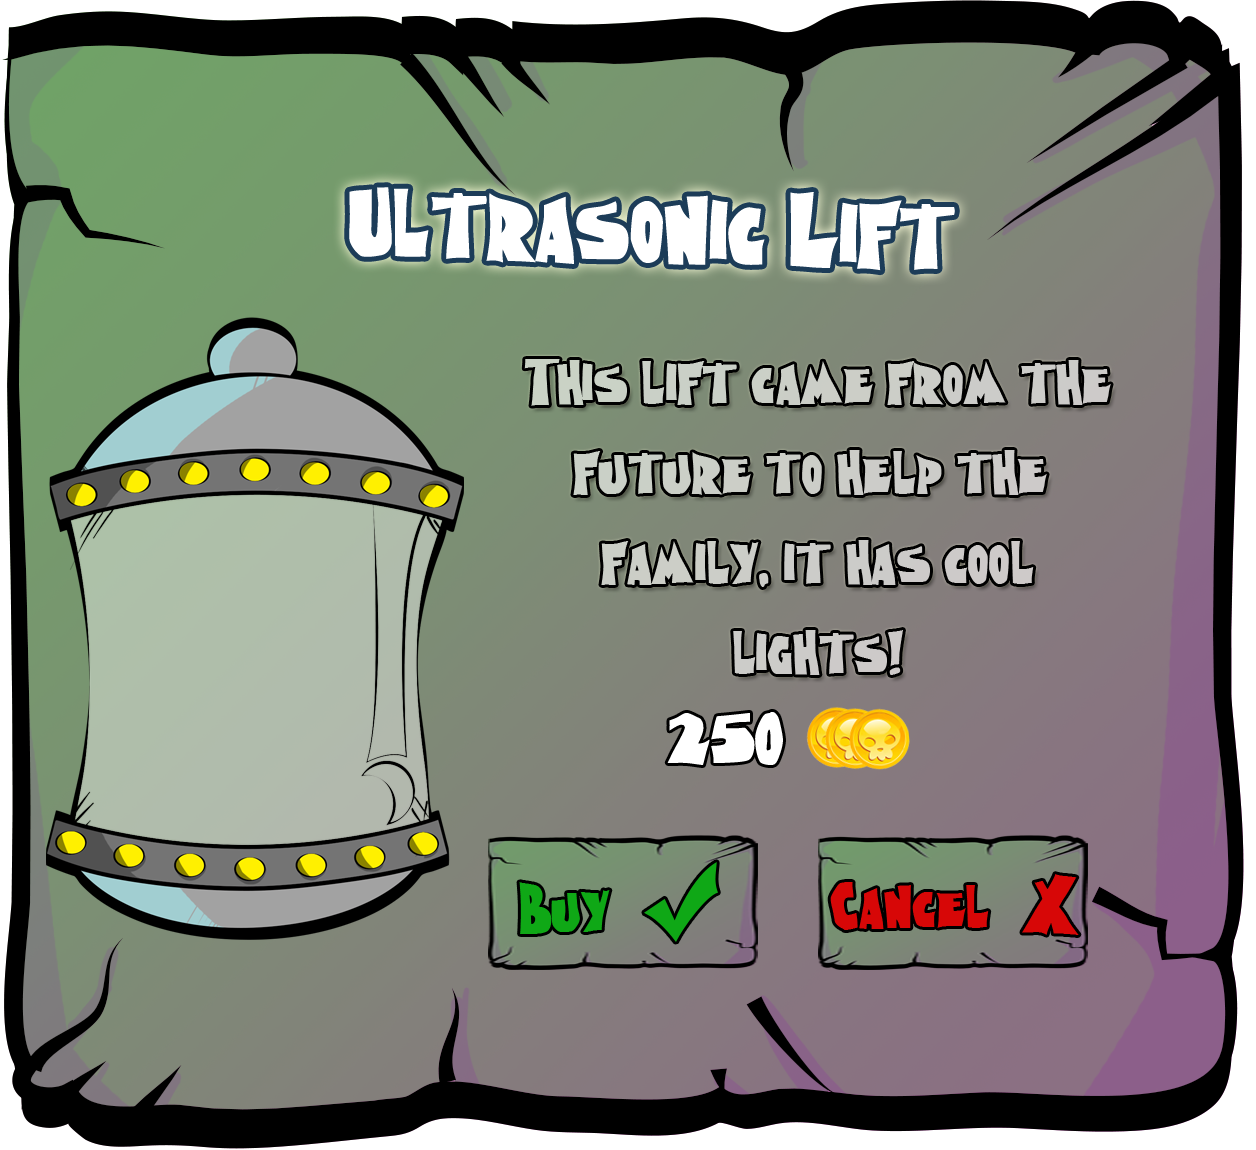 Ultrasonic Lift
This lift came from the
future to help the
family, it has cool
lights!
250
Buy
Cancel X